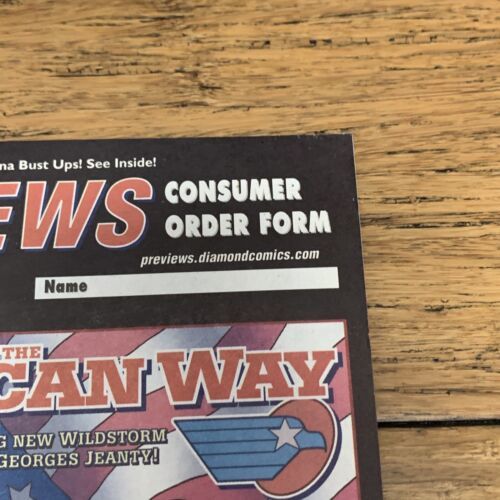 na Bust Ups! See Inside!
EWS CONSUMER
ORDER FORM
previews.diamondcomics.com
Name
THE
CAN WAY
G NEW WILDSTORM
GEORGES JEANTY!